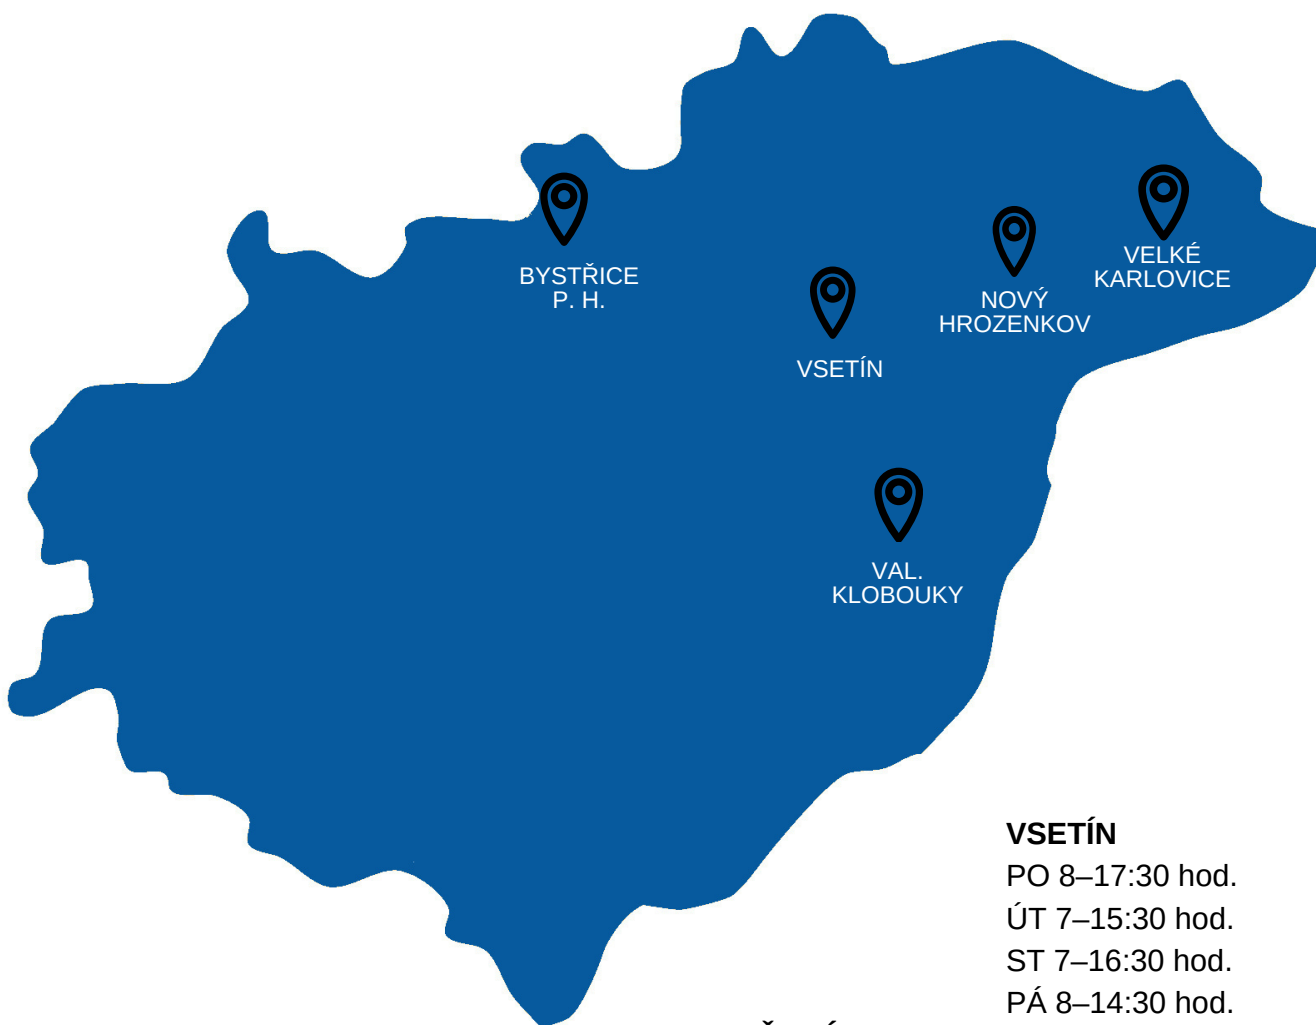 BYSTŘICE
P. H.
VELKÉ
KARLOVICE
NOVÝ
HROZENKOV
VSETÍN
VAL.
KLOBOUKY
VSETÍN
PO 8–17:30 hod.
ÚT 7–15:30 hod.
ST 7–16:30 hod.
PÁ 8–14:30 hod.